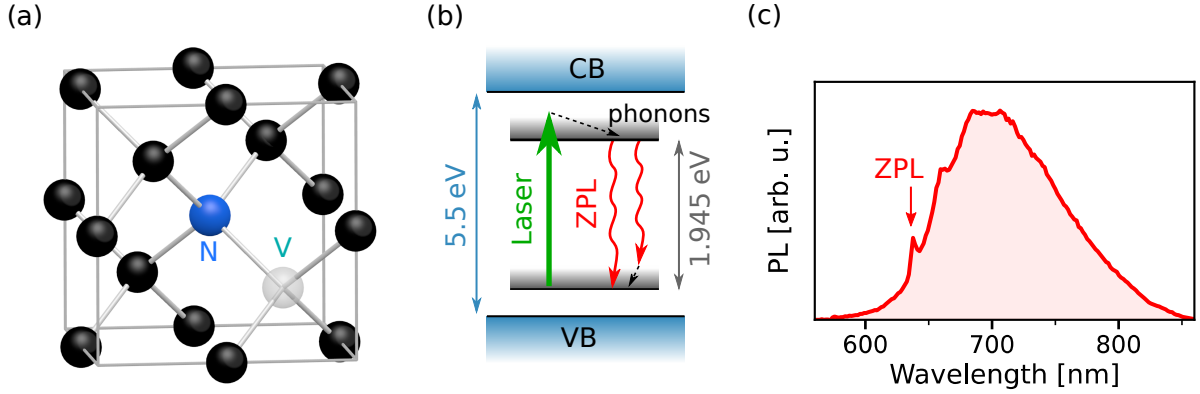 (a)
N
V
(b)
CB
phonons
5.5 eV
Laser
ZPL
1.945 eV
VB
(c)
PL [arb. u.]
ZPL
600
700
800
Wavelength [nm]